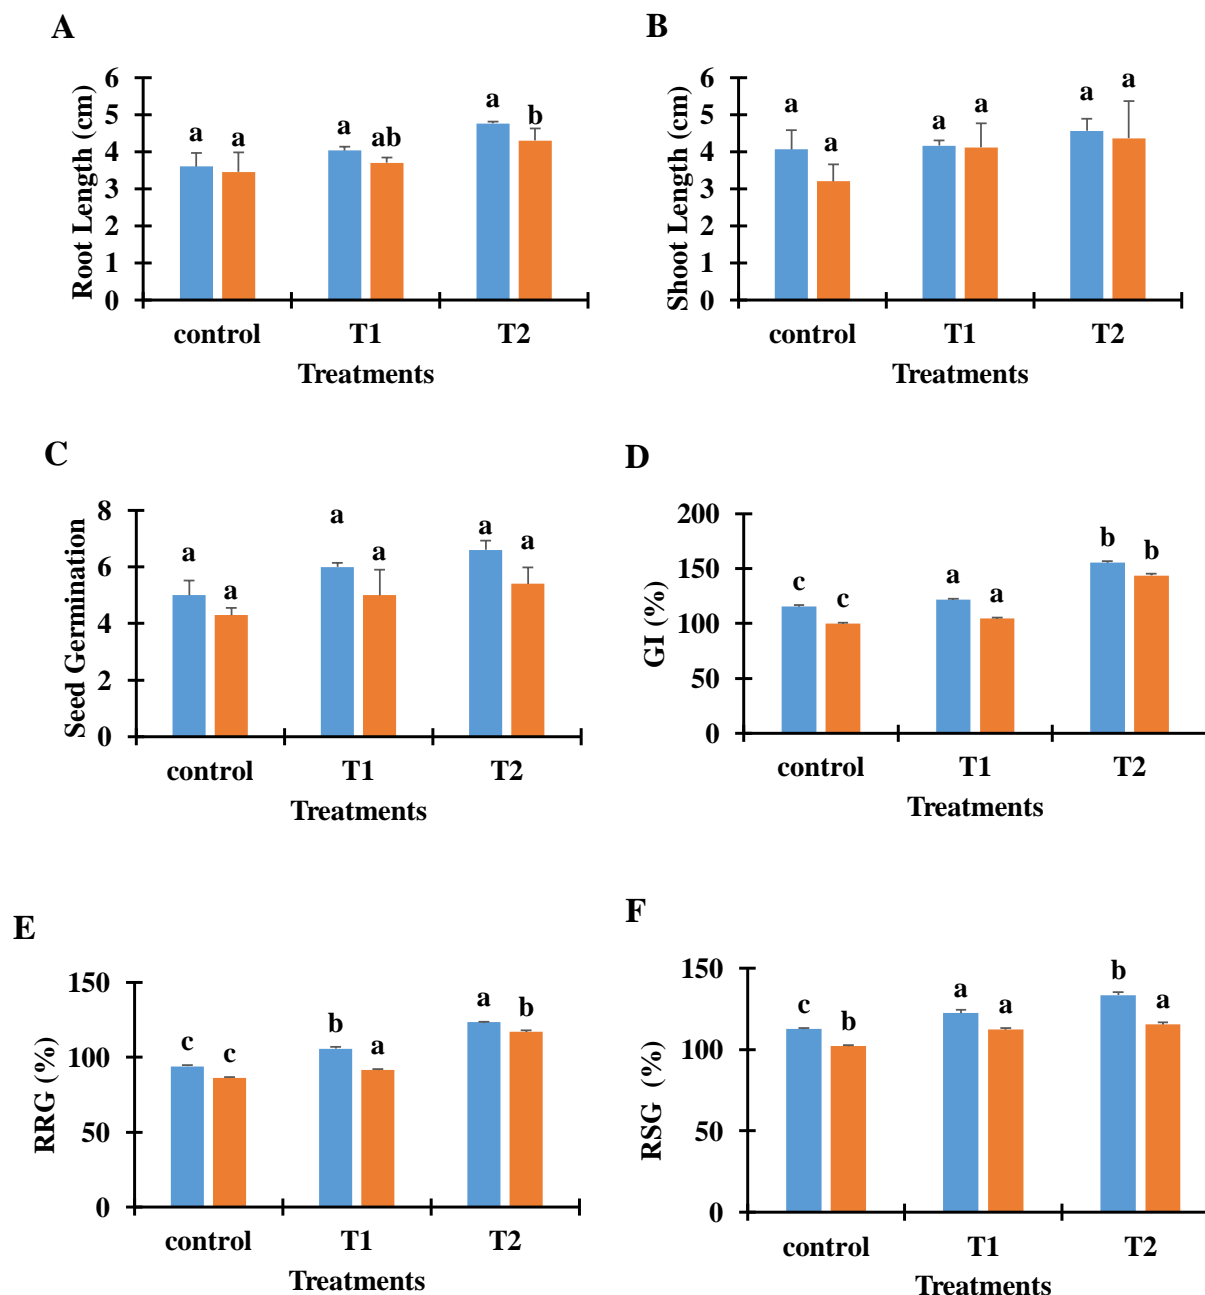 A
Root Length (cm)
6
5
4
3
2
1
0
a a a ab a b
control T1 T2
Treatments
B
Shoot Length (cm)
6
5
4
3
2
1
0
a a a a a a
control T1 T2
Treatments
C
Seed Germination
8
6
4
2
0
a a a a a a
control T1 T2
Treatments
D
GI (%)
200
150
100
50
0
c c a a b b
control T1 T2
Treatments
E
RRG (%)
150
100
50
0
c c b a a b
control T1 T2
Treatments
F
RSG (%)
150
100
50
0
c b a a b a
control T1 T2
Treatments